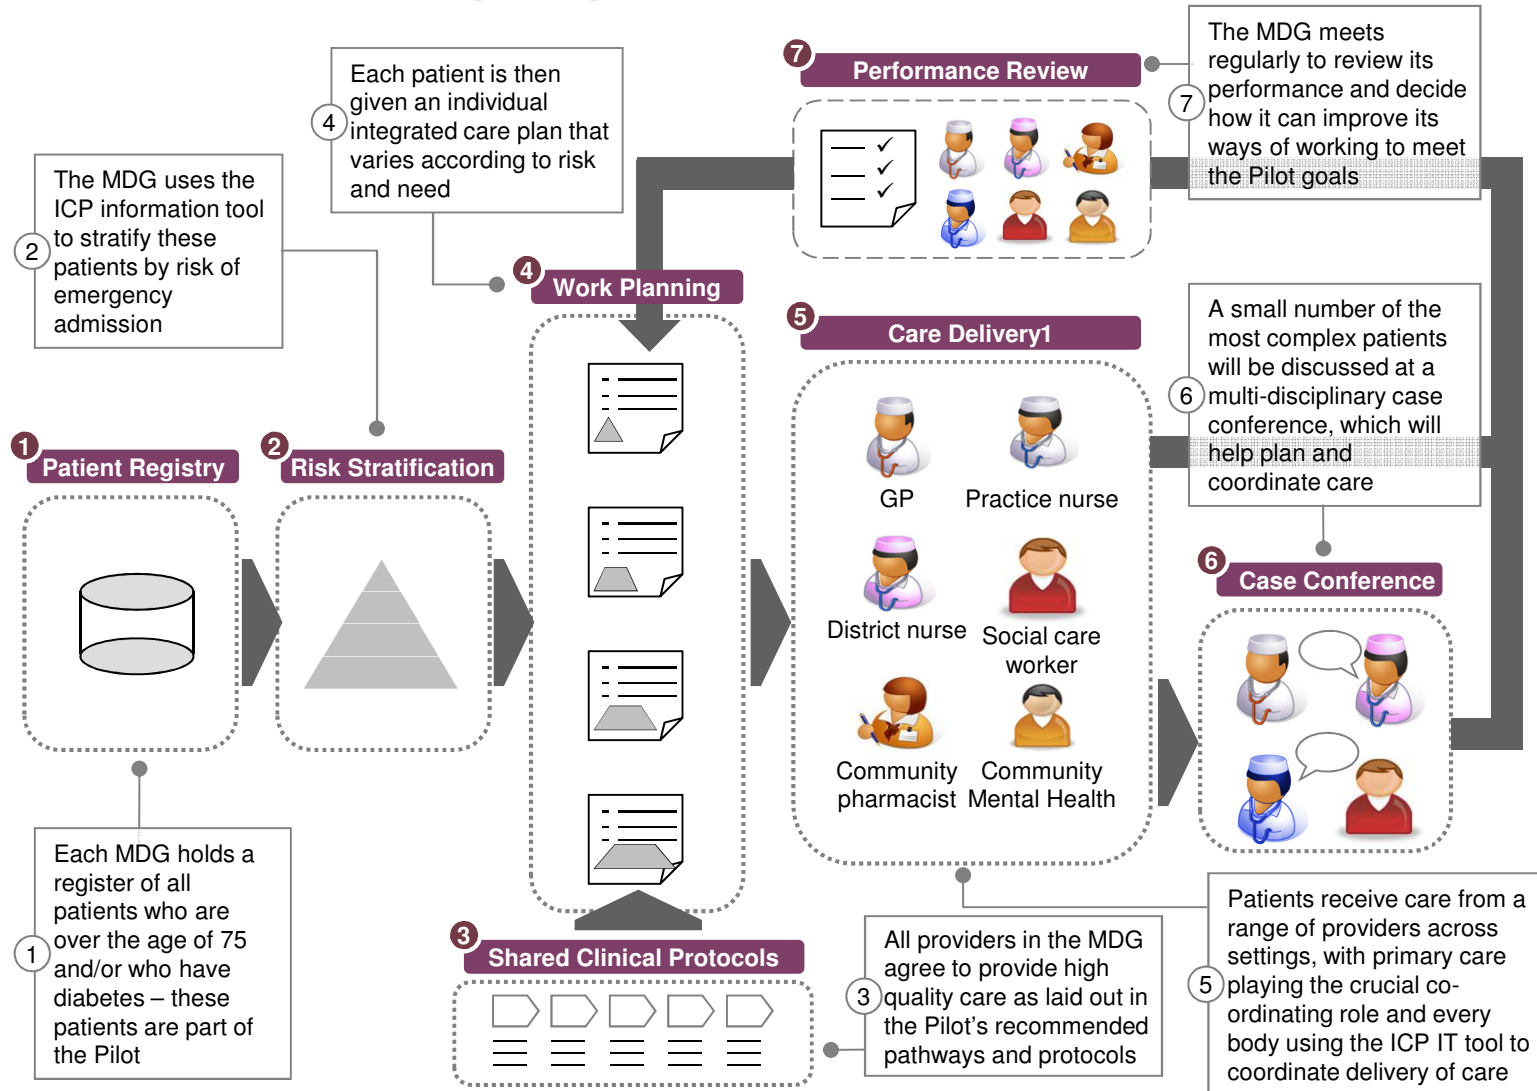 1
Patient Registry
Each MDG holds a
register of all
patients who are
over the age of 75
1
and/or who have
diabetes – these
patients are part of
the Pilot
2
Risk Stratification
The MDG uses the
ICP information tool
to stratify these
2
patients by risk of
emergency
admission
3
Shared Clinical Protocols
All providers in the MDG
agree to provide high
3
quality care as laid out in
the Pilot's recommended
pathways and protocols
4
Work Planning
Each patient is then
given an individual
4
integrated care plan that
varies according to risk
and need
5
Care Delivery1
GP
Practice nurse
District nurse
Social care
worker
Community
pharmacist
Community
Mental Health
Patients receive care from a
range of providers across
settings, with primary care
5
playing the crucial co-
ordinating role and every
body using the ICP IT tool to
coordinate delivery of care
6
Case Conference
A small number of the
most complex patients
will be discussed at a
6
multi-disciplinary case
conference, which will
help plan and
coordinate care
7
Performance Review
The MDG meets
regularly to review its
7
performance and decide
how it can improve its
ways of working to meet
the Pilot goals